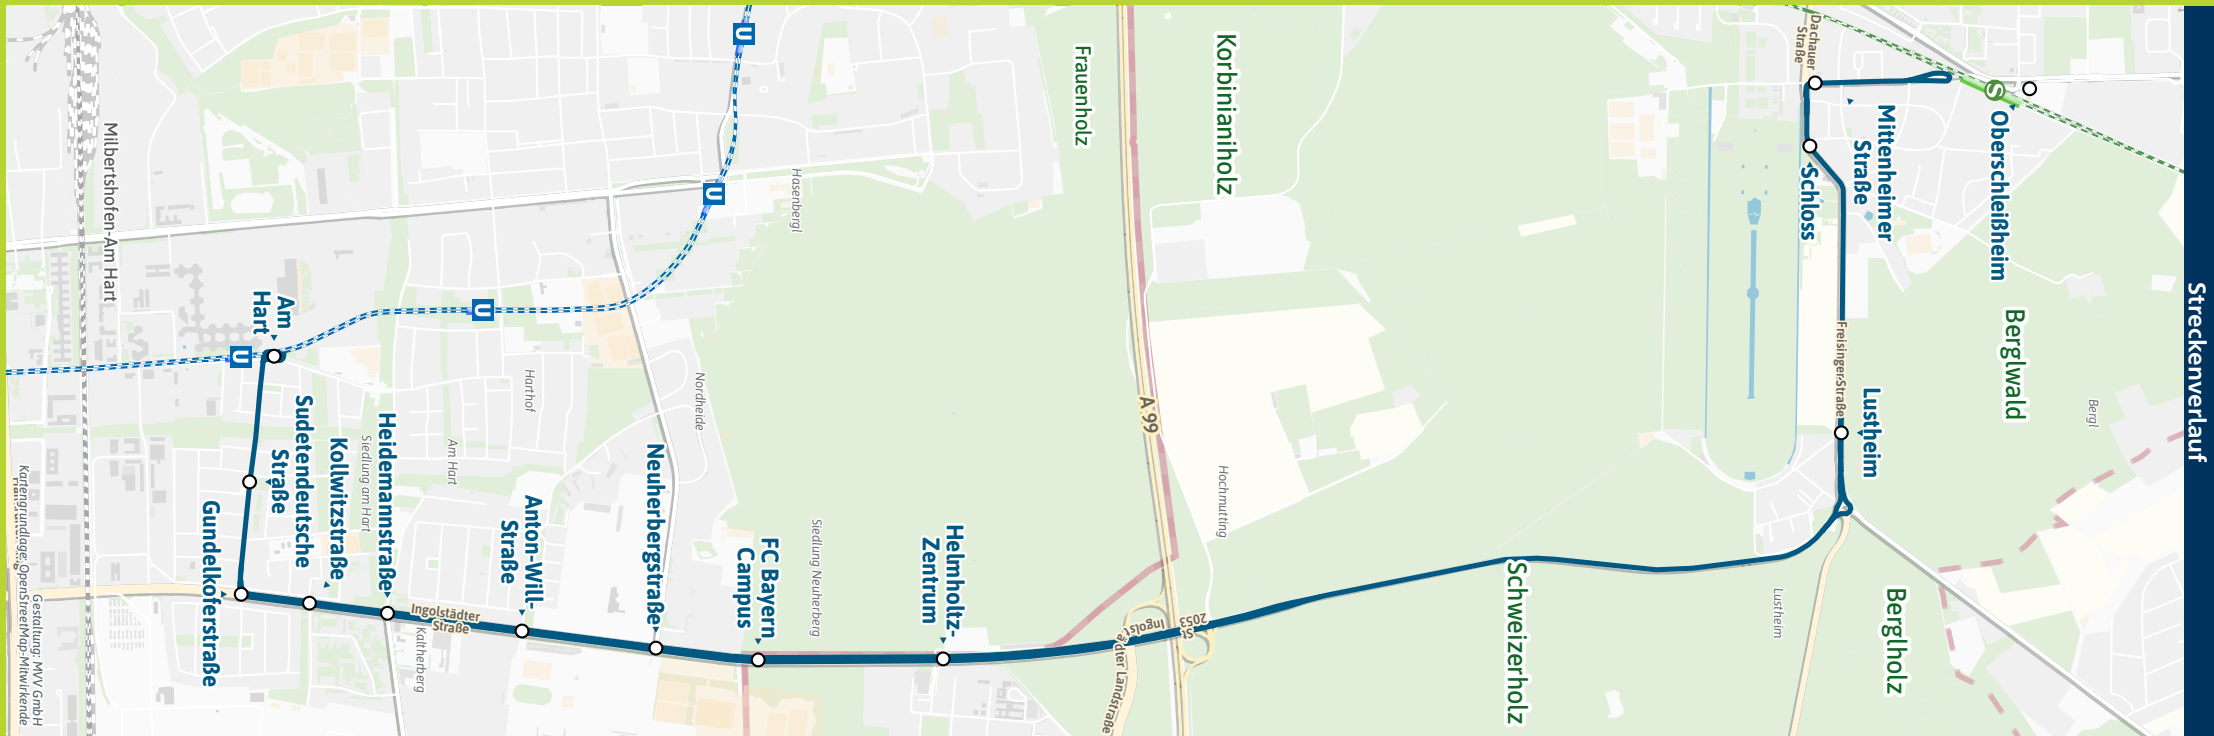 Streckenverlauf
Dachauer
Straße
S
Oberschleißheim
Mittenheimer
Straße
Schloss
Berglwald
Bergl
Freisinger Straße
Lustheim
Berglholz
Lustheim
Schweizerholz
Korbinianiholz
Frauenholz
A 99
Hochmutting
St
2053
Ingolstädter Landstraße
Helmholtz-
Zentrum
Siedlung Neuherberg
FC Bayern
Campus
U
U
Hasenbergl
Nordheide
Neuherbergstraße
Anton-Will-
Straße
U
Harthof
Am Hart
Ingolstädter
Straße
Kaltherberg
Heidemannstraße
Siedlung am Hart
Kollwitzstraße
Sudetendeutsche
Straße
Am
Hart
U
Gundelkoferstraße
Milbertshofen-Am Hart
Gestaltung: MVV GmbH
Kartengrundlage: OpenStreetMap-Mitwirkende